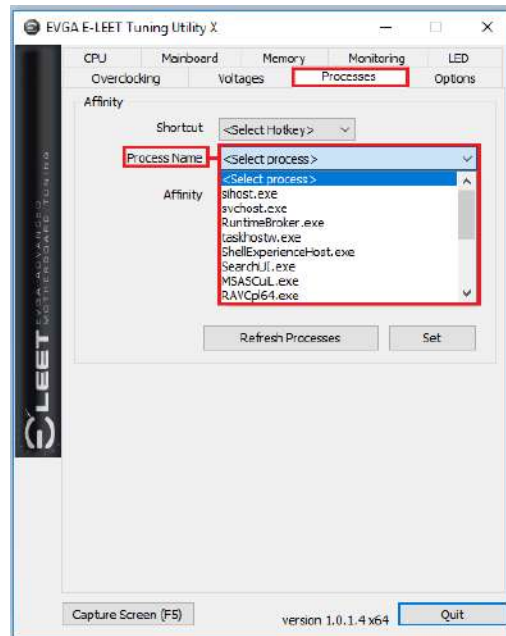 EVGA E-LEET Tuning Utility X
CPU Mainboard Memory Monitoring LED
Overclocking Voltages Processes Options
Affinity
Shortcut <Select Hotkey>
Process Name <Select process>
<Select process>
Affinity sihost.exe
svchost.exe
RuntimeBroker.exe
taskhostw.exe
ShellExperienceHost.exe
SearchUI.exe
MSASCuiL.exe
RAVCpl64.exe
Refresh Processes Set
E-LEET EVGA ADVANCED
MOTHERBOARD TUNING
Capture Screen (F5) version 1.0.1.4 x64 Quit